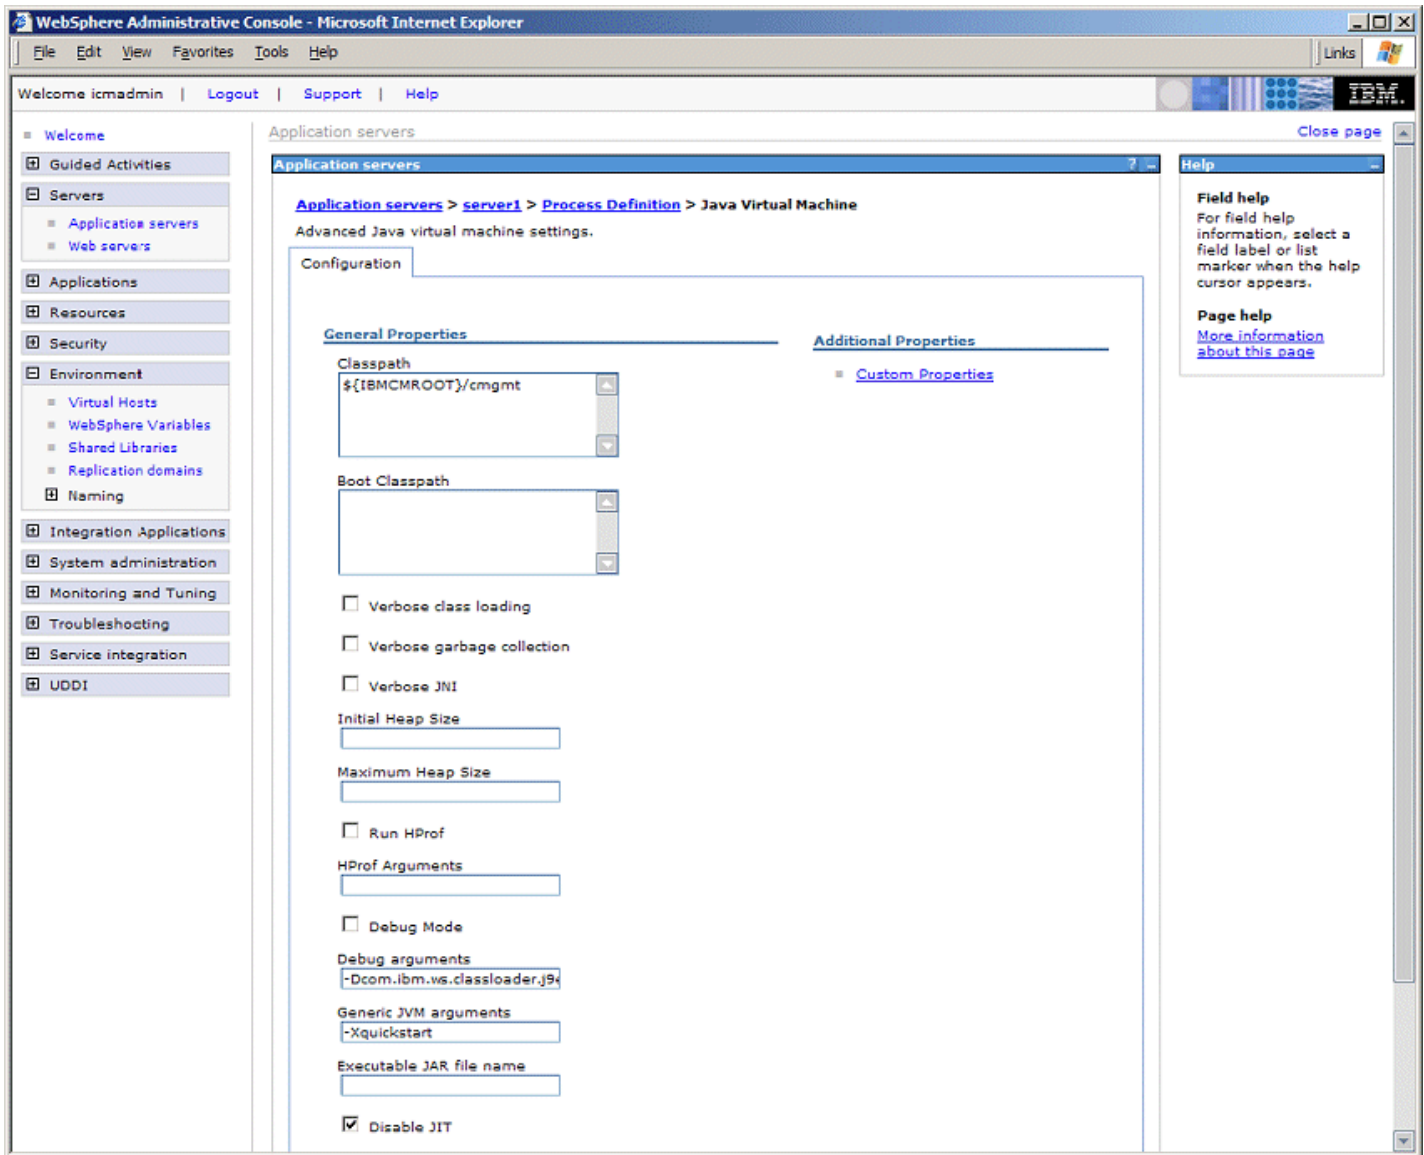 WebSphere Administrative Console - Microsoft Internet Explorer
File Edit View Favorites Tools Help Links
Welcome icmadmin | Logout | Support | Help IBM.
Welcome
Guided Activities
Servers
Application servers
Web servers
Applications
Resources
Security
Environment
Virtual Hosts
WebSphere Variables
Shared Libraries
Replication domains
Naming
Integration Applications
System administration
Monitoring and Tuning
Troubleshooting
Service integration
UDDI
Application servers Close page
Application servers ? -
Application servers > server1 > Process Definition > Java Virtual Machine
Advanced Java virtual machine settings.
Configuration
General Properties
Classpath
${IBMCMROOT}/cmgmt
Boot Classpath
Verbose class loading
Verbose garbage collection
Verbose JNI
Initial Heap Size
Maximum Heap Size
Run HProf
HProf Arguments
Debug Mode
Debug arguments
-Dcom.ibm.ws.classloader.j9
Generic JVM arguments
-Xquickstart
Executable JAR file name
Disable JIT
Additional Properties
Custom Properties
Help -
Field help
For field help
information, select a
field label or list
marker when the help
cursor appears.
Page help
More information
about this page